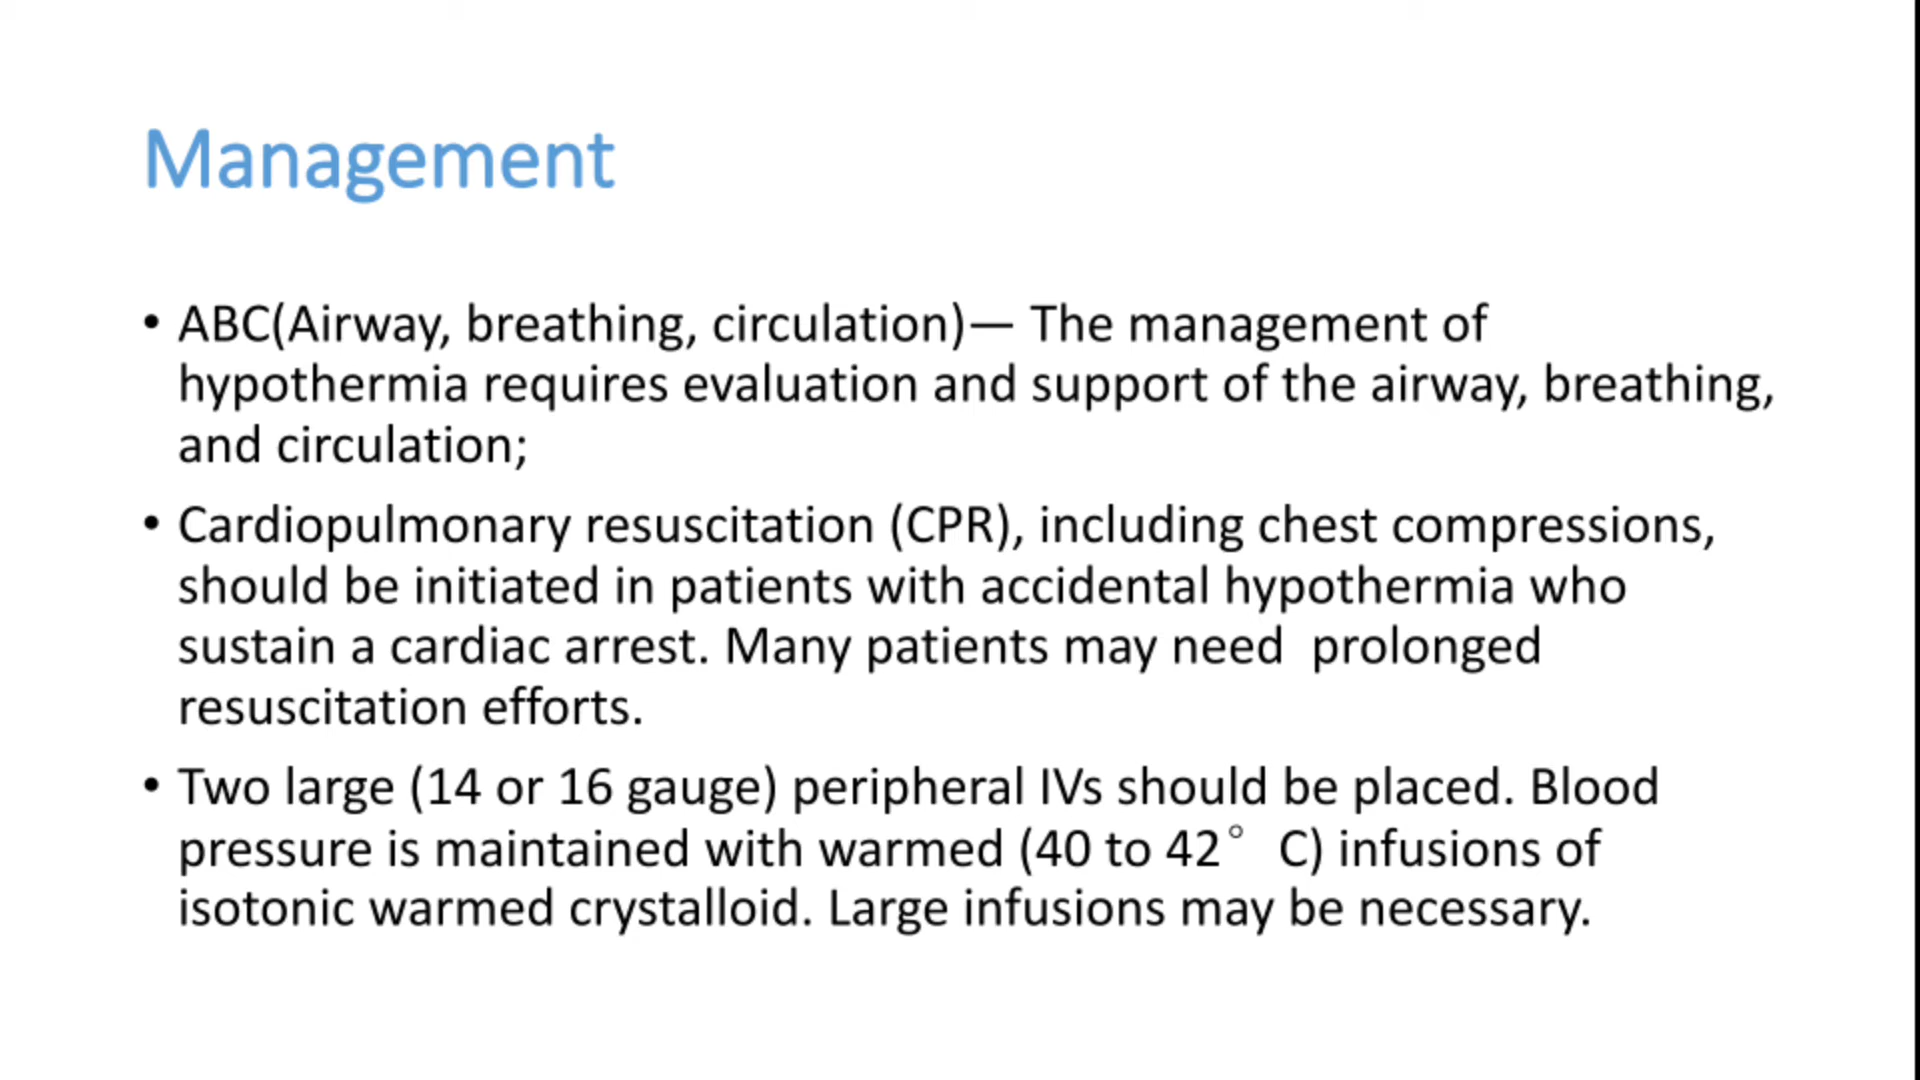 Management
• ABC(Airway, breathing, circulation)— The management of
hypothermia requires evaluation and support of the airway, breathing,
and circulation;
• Cardiopulmonary resuscitation (CPR), including chest compressions,
should be initiated in patients with accidental hypothermia who
sustain a cardiac arrest. Many patients may need  prolonged
resuscitation efforts.
• Two large (14 or 16 gauge) peripheral IVs should be placed. Blood
pressure is maintained with warmed (40 to 42° C) infusions of
isotonic warmed crystalloid. Large infusions may be necessary.